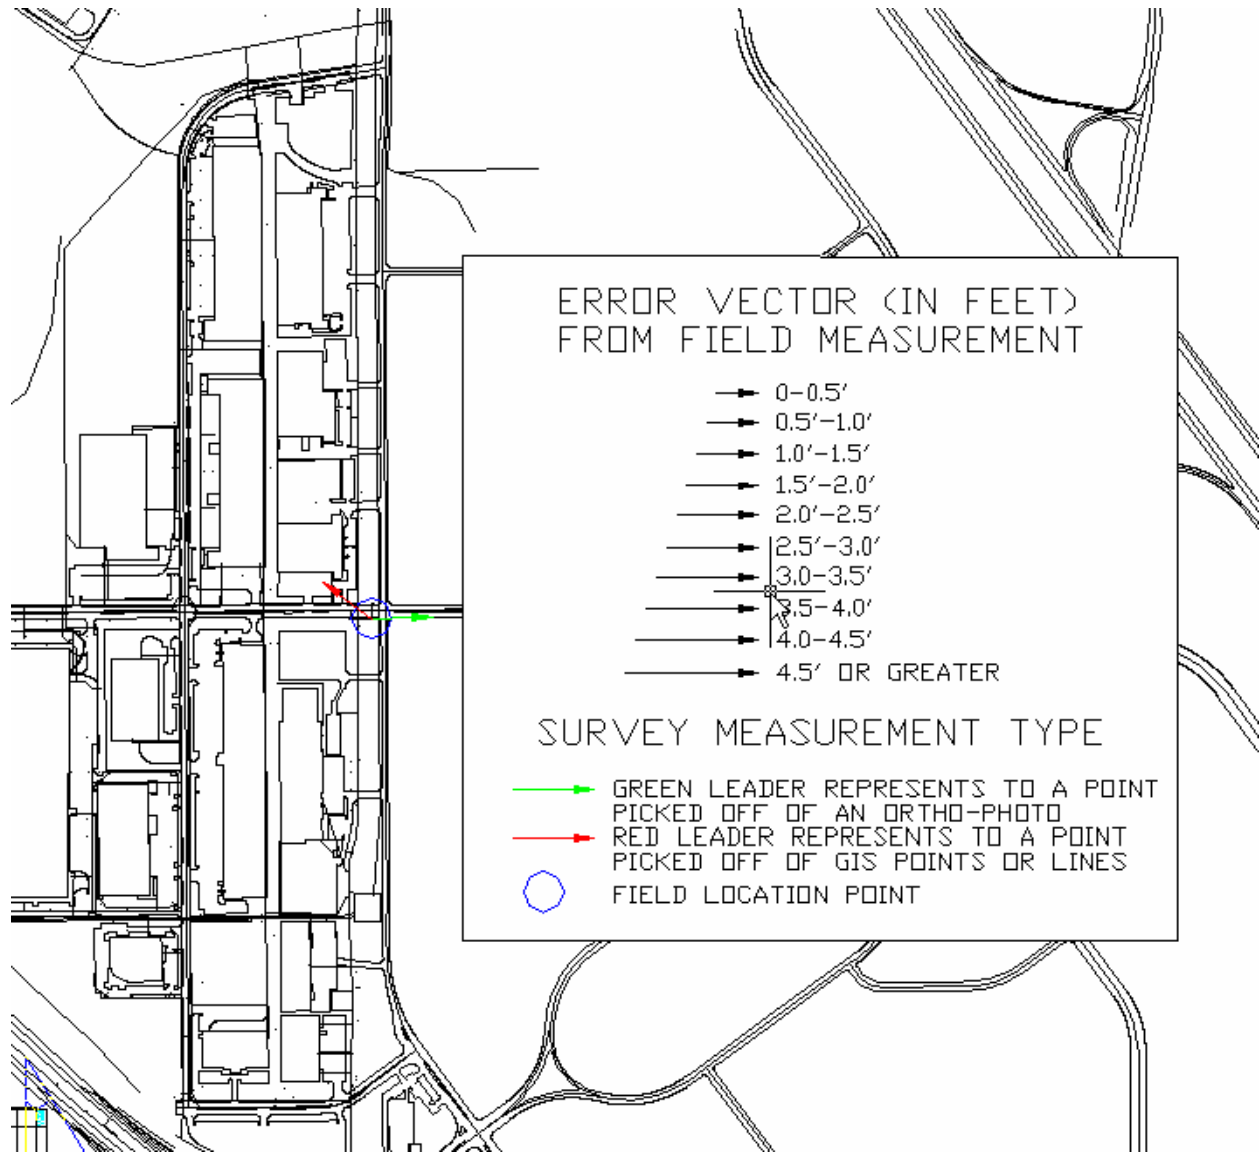 ERROR VECTOR (IN FEET)
FROM FIELD MEASUREMENT
0-0.5'
0.5'-1.0'
1.0'-1.5'
1.5'-2.0'
2.0'-2.5'
2.5'-3.0'
3.0-3.5'
3.5-4.0'
4.0-4.5'
4.5' OR GREATER
SURVEY MEASUREMENT TYPE
GREEN LEADER REPRESENTS TO A POINT
PICKED OFF OF AN ORTHO-PHOTO
RED LEADER REPRESENTS TO A POINT
PICKED OFF OF GIS POINTS OR LINES
FIELD LOCATION POINT